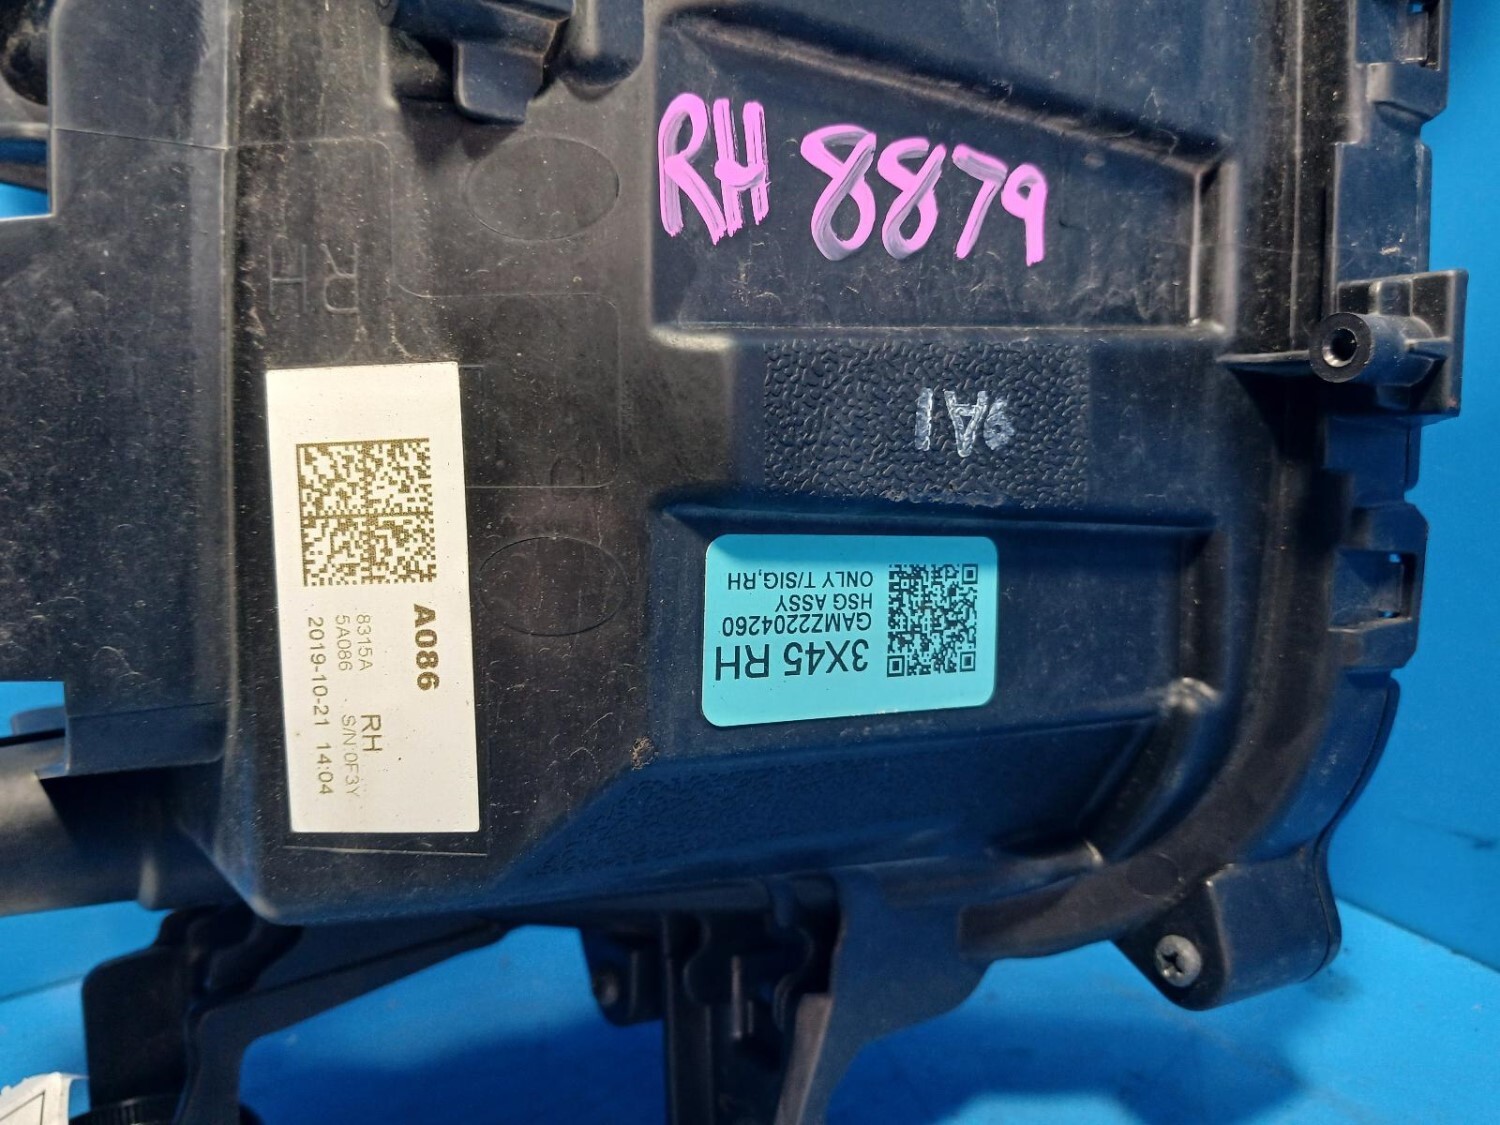 RH 8879
RH
9A1
A086
8315A RH
5A086 S/N:0F3Y
2019-10-21 14:04
3X45 RH
GAMZ2204260
HSG ASSY
ONLY T/SIG,RH